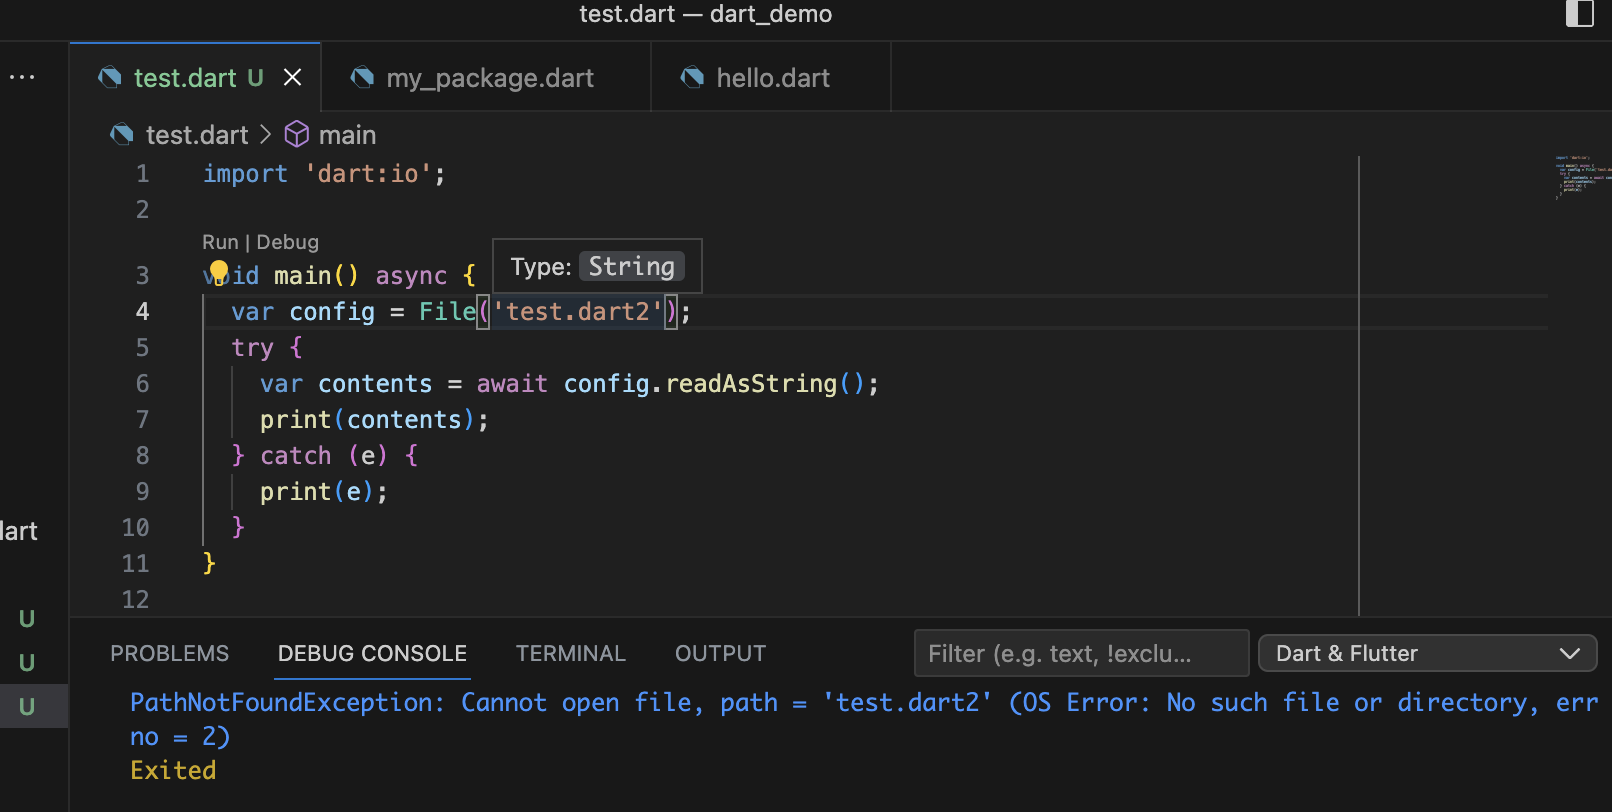 test.dart — dart_demo
··· test.dart U my_package.dart hello.dart
test.dart > main
1 import 'dart:io';
2
Run | Debug
3 void main() async {
Type: String
4 var config = File('test.dart2');
5 try {
6 var contents = await config.readAsString();
7 print(contents);
8 } catch (e) {
9 print(e);
10 }
11 }
12
dart
U
U
U
PROBLEMS DEBUG CONSOLE TERMINAL OUTPUT Filter (e.g. text, !exclu... Dart & Flutter
PathNotFoundException: Cannot open file, path = 'test.dart2' (OS Error: No such file or directory, err
no = 2)
Exited